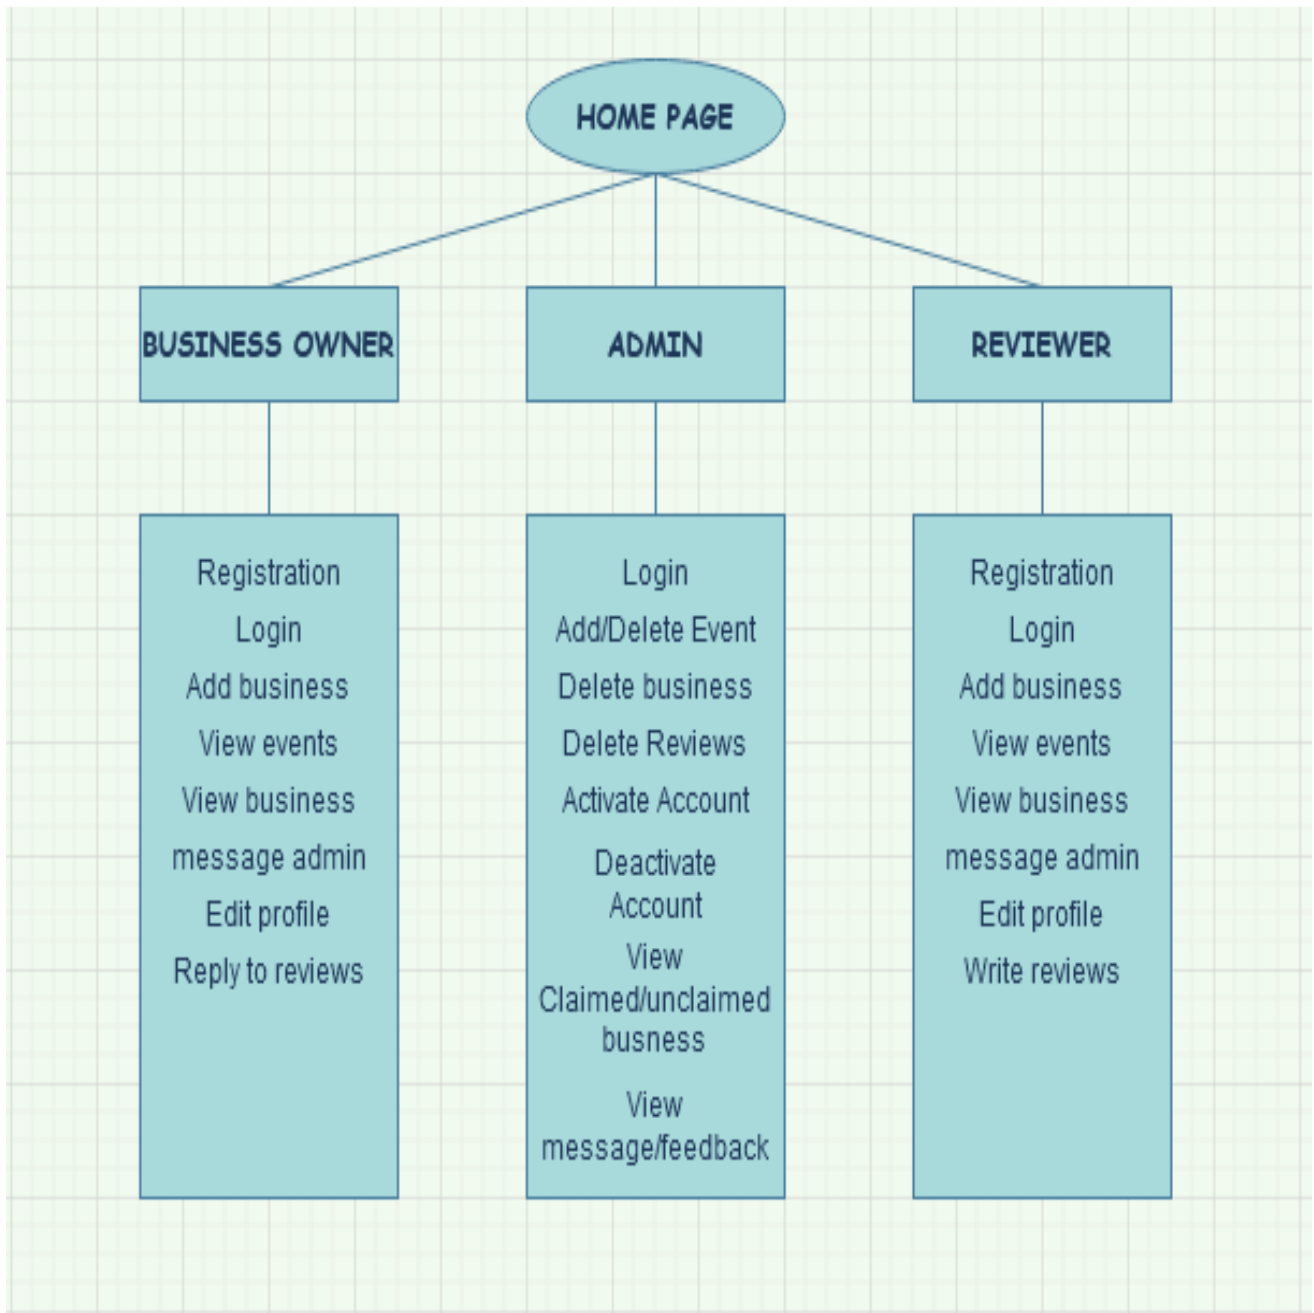 HOME PAGE
BUSINESS OWNER
ADMIN
REVIEWER
Registration
Login
Add business
View events
View business
message admin
Edit profile
Reply to reviews
Login
Add/Delete Event
Delete business
Delete Reviews
Activate Account
Deactivate
Account
View
Claimed/unclaimed
busness
View
message/feedback
Registration
Login
Add business
View events
View business
message admin
Edit profile
Write reviews